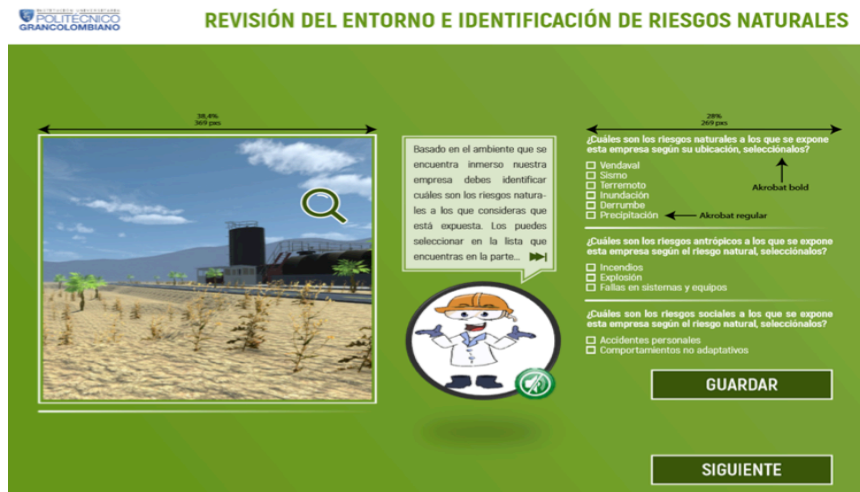 INSTITUCIÓN UNIVERSITARIA
POLITÉCNICO
GRANCOLOMBIANO
REVISIÓN DEL ENTORNO E IDENTIFICACIÓN DE RIESGOS NATURALES
38,4%
369 pxs
Basado en el ambiente que se
encuentra inmerso nuestra
empresa debes identificar
cuáles son los riesgos natura-
les a los que consideras que
está expuesta. Los puedes
seleccionar en la lista que
encuentras en la parte...
28%
269 pxs
¿Cuáles son los riesgos naturales a los que se expone
esta empresa según su ubicación, selecciónalos?
Vendaval
Sismo
Terremoto
Inundación
Derrumbe
Precipitación
Akrobat bold
Akrobat regular
¿Cuáles son los riesgos antrópicos a los que se expone
esta empresa según el riesgo natural, selecciónalos?
Incendios
Explosión
Fallas en sistemas y equipos
¿Cuáles son los riesgos sociales a los que se expone
esta empresa según el riesgo natural, selecciónalos?
Accidentes personales
Comportamientos no adaptativos
GUARDAR
SIGUIENTE